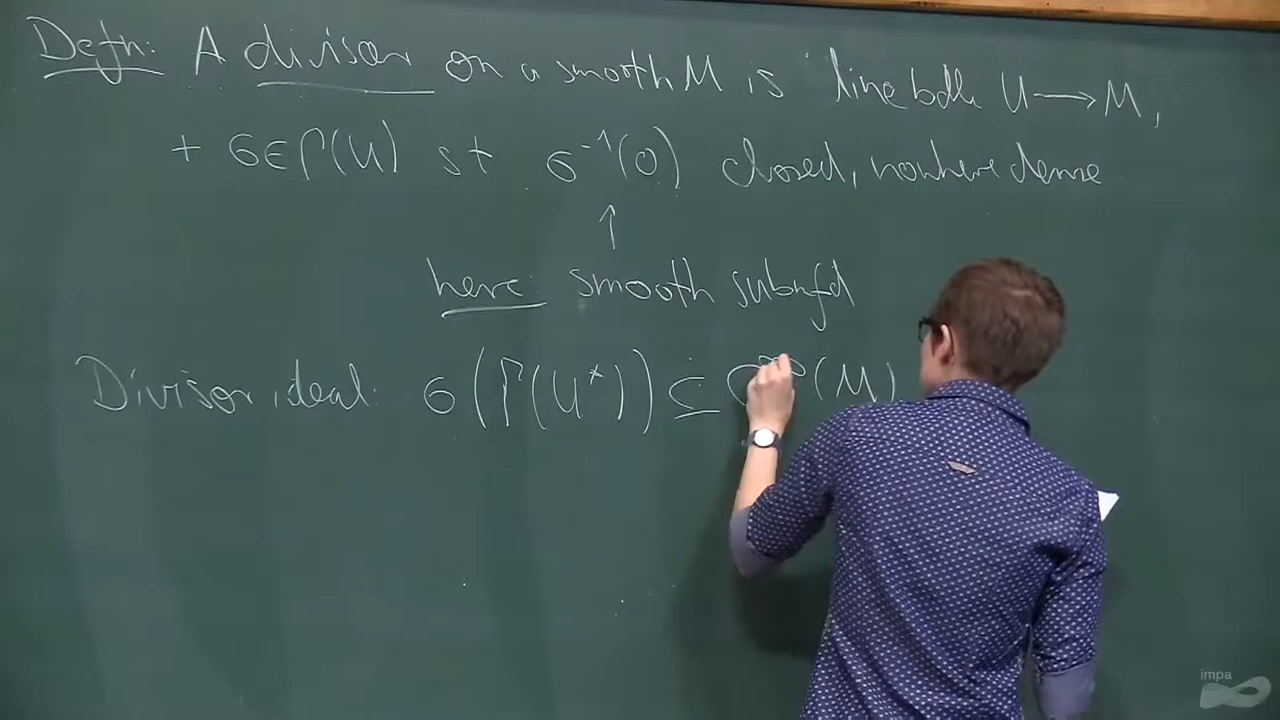 Defn: A divisor on a smooth M is line bdle U → M,
+ σ∈Γ(U) st σ⁻¹(0) closed, nowhere dense
↑
here: smooth submfd
Divisor ideal: σ(Γ(U*)) ⊆ C^∞(M)
impa